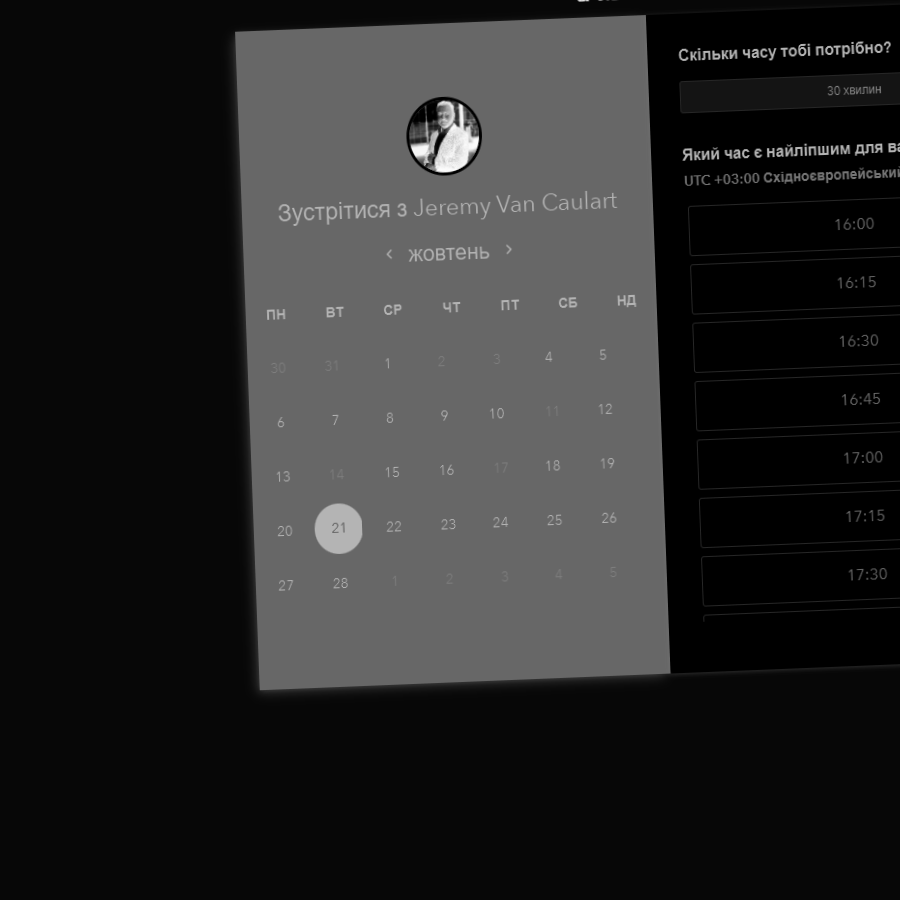 Зустрітися з Jeremy Van Caulart
‹ жовтень ›
ПН ВТ СР ЧТ ПТ СБ НД
30 31 1 2 3 4 5
6 7 8 9 10 11 12
13 14 15 16 17 18 19
20 21 22 23 24 25 26
27 28 1 2 3 4 5
Скільки часу тобі потрібно?
30 хвилин
Який час є найліпшим для ва
UTC +03:00 Східноєвропейський
16:00
16:15
16:30
16:45
17:00
17:15
17:30